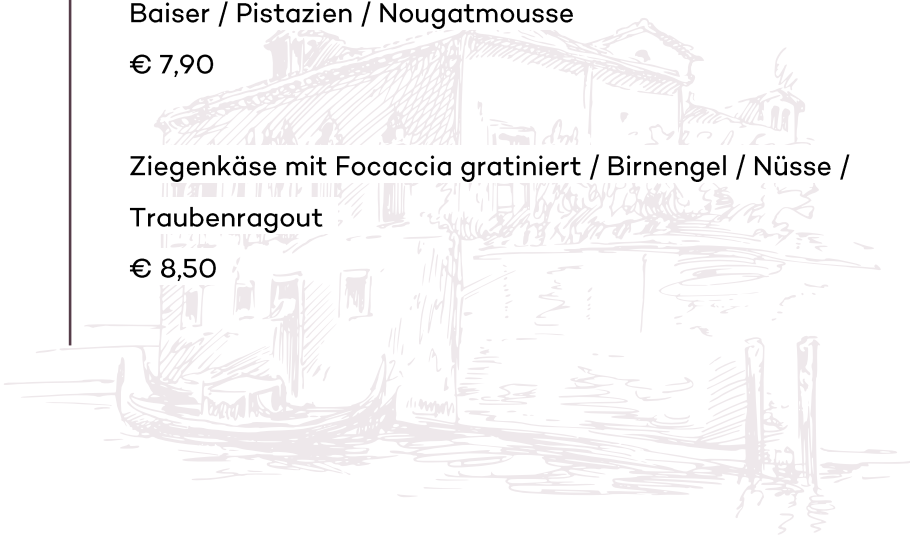 Baiser / Pistazien / Nougatmousse
€ 7,90
Ziegenkäse mit Focaccia gratiniert / Birnengel / Nüsse /
Traubenragout
€ 8,50